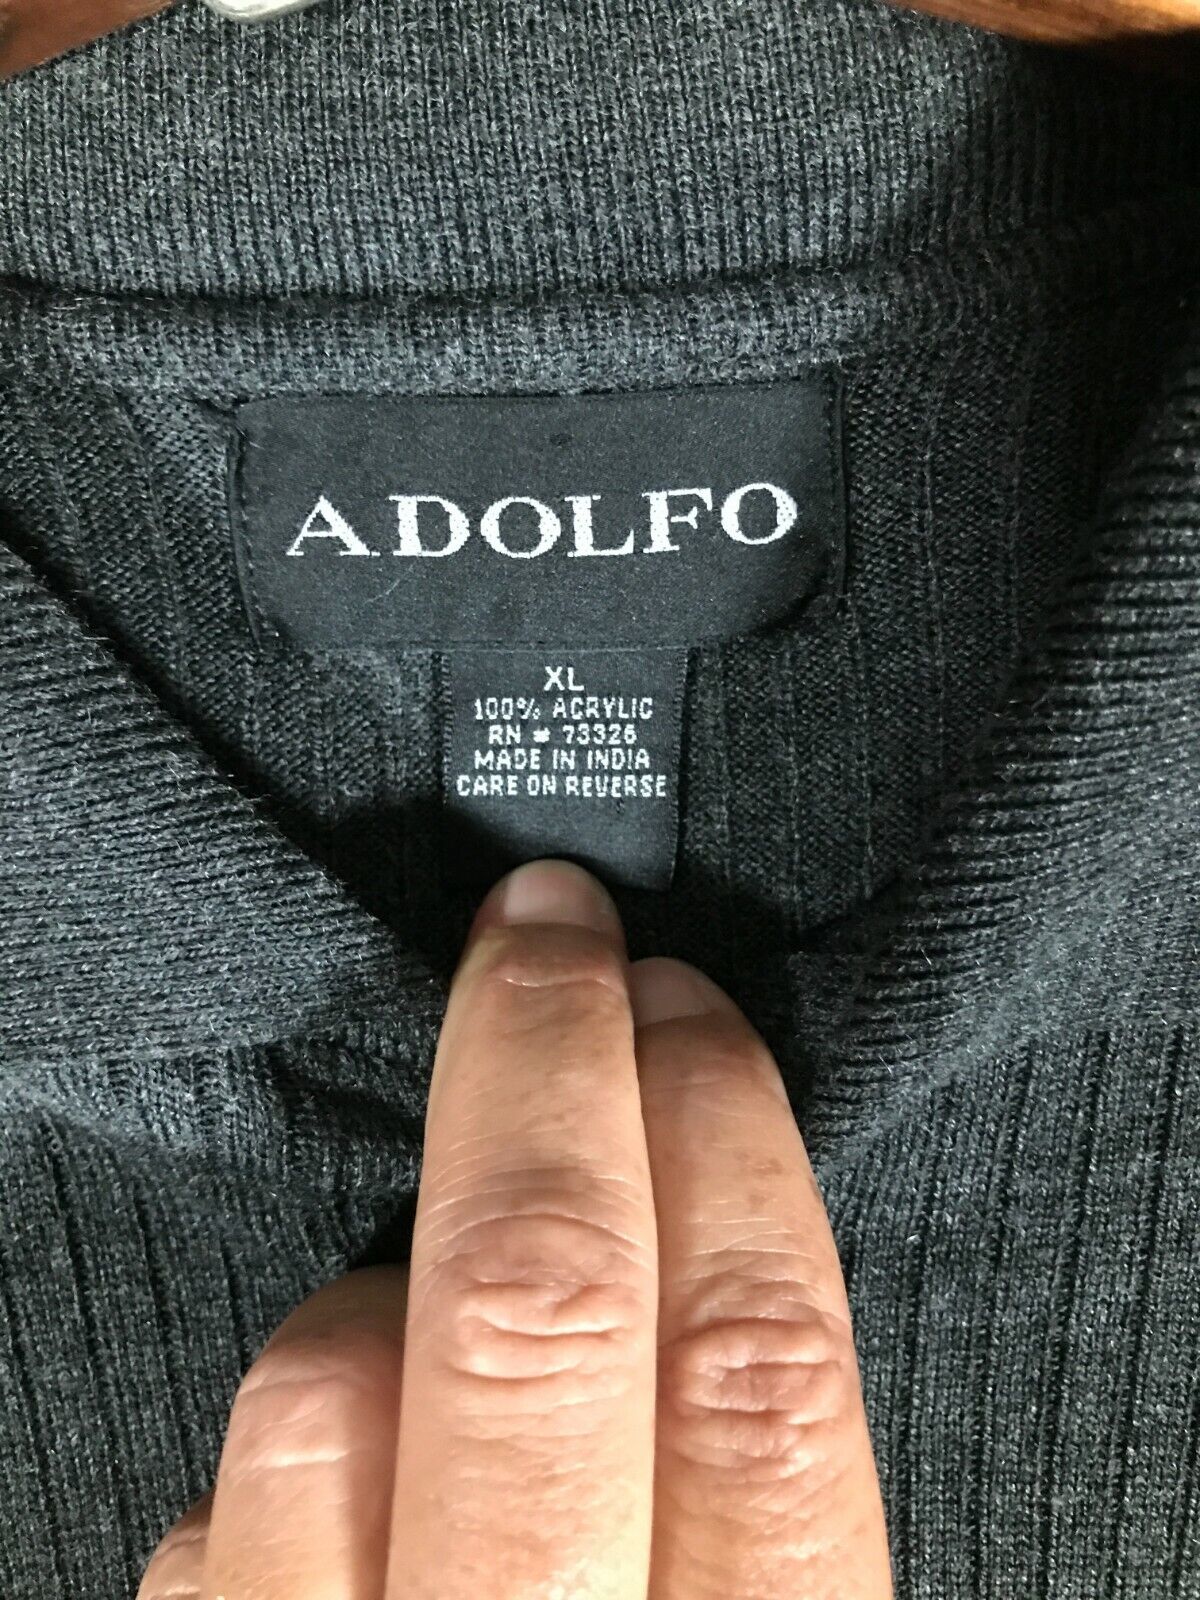 ADOLFO
XL
100% ACRYLIC
RN # 73326
MADE IN INDIA
CARE ON REVERSE